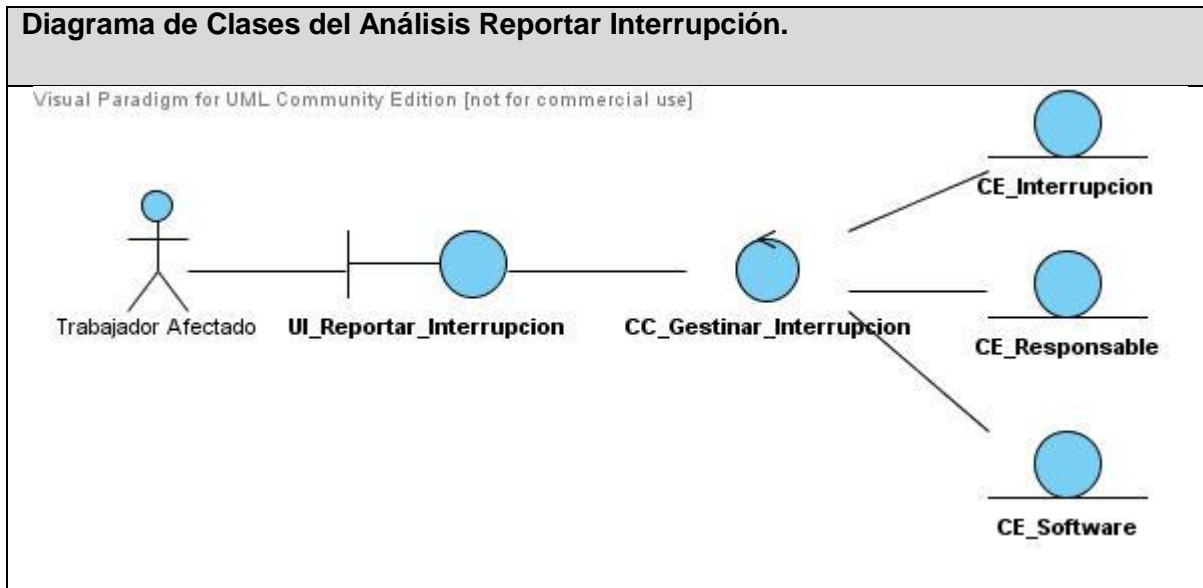 Diagrama de Clases del Análisis Reportar Interrupción.
Visual Paradigm for UML Community Edition [not for commercial use]
CE_Interrupcion
Trabajador Afectado
UI_Reportar_Interrupcion
CC_Gestinar_Interrupcion
CE_Responsable
CE_Software